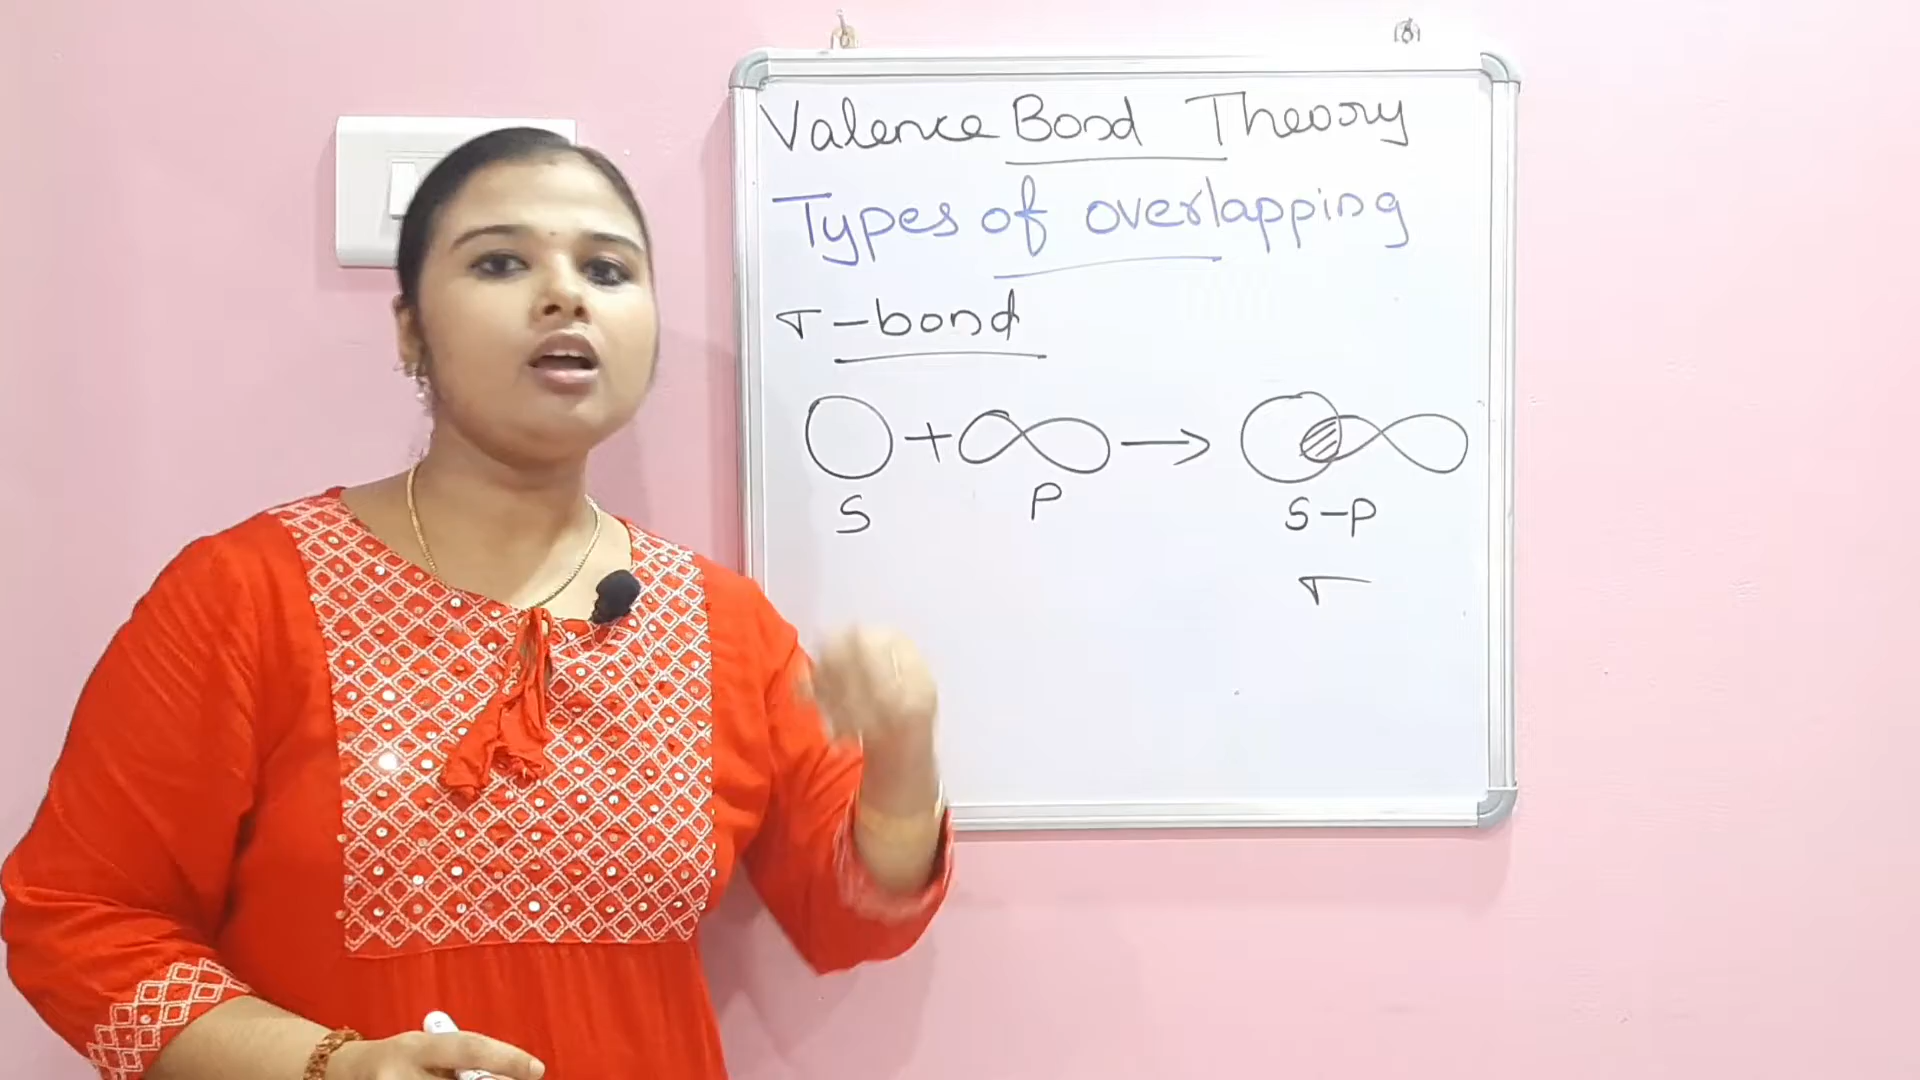 Valence Bond Theory
Types of overlapping
σ-bond
+ →
S P S-P
σ